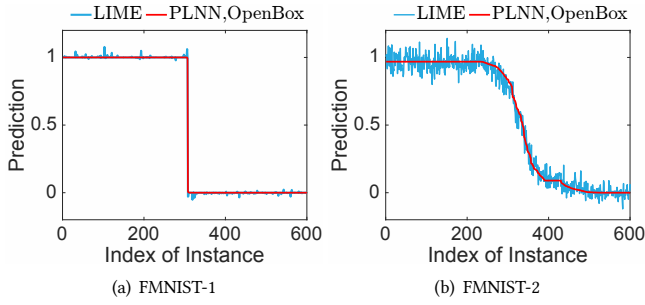 LIME PLNN,OpenBox
Prediction
1
0.5
0
0 200 400 600
Index of Instance
(a) FMNIST-1
LIME PLNN,OpenBox
Prediction
1
0.5
0
0 200 400 600
Index of Instance
(b) FMNIST-2